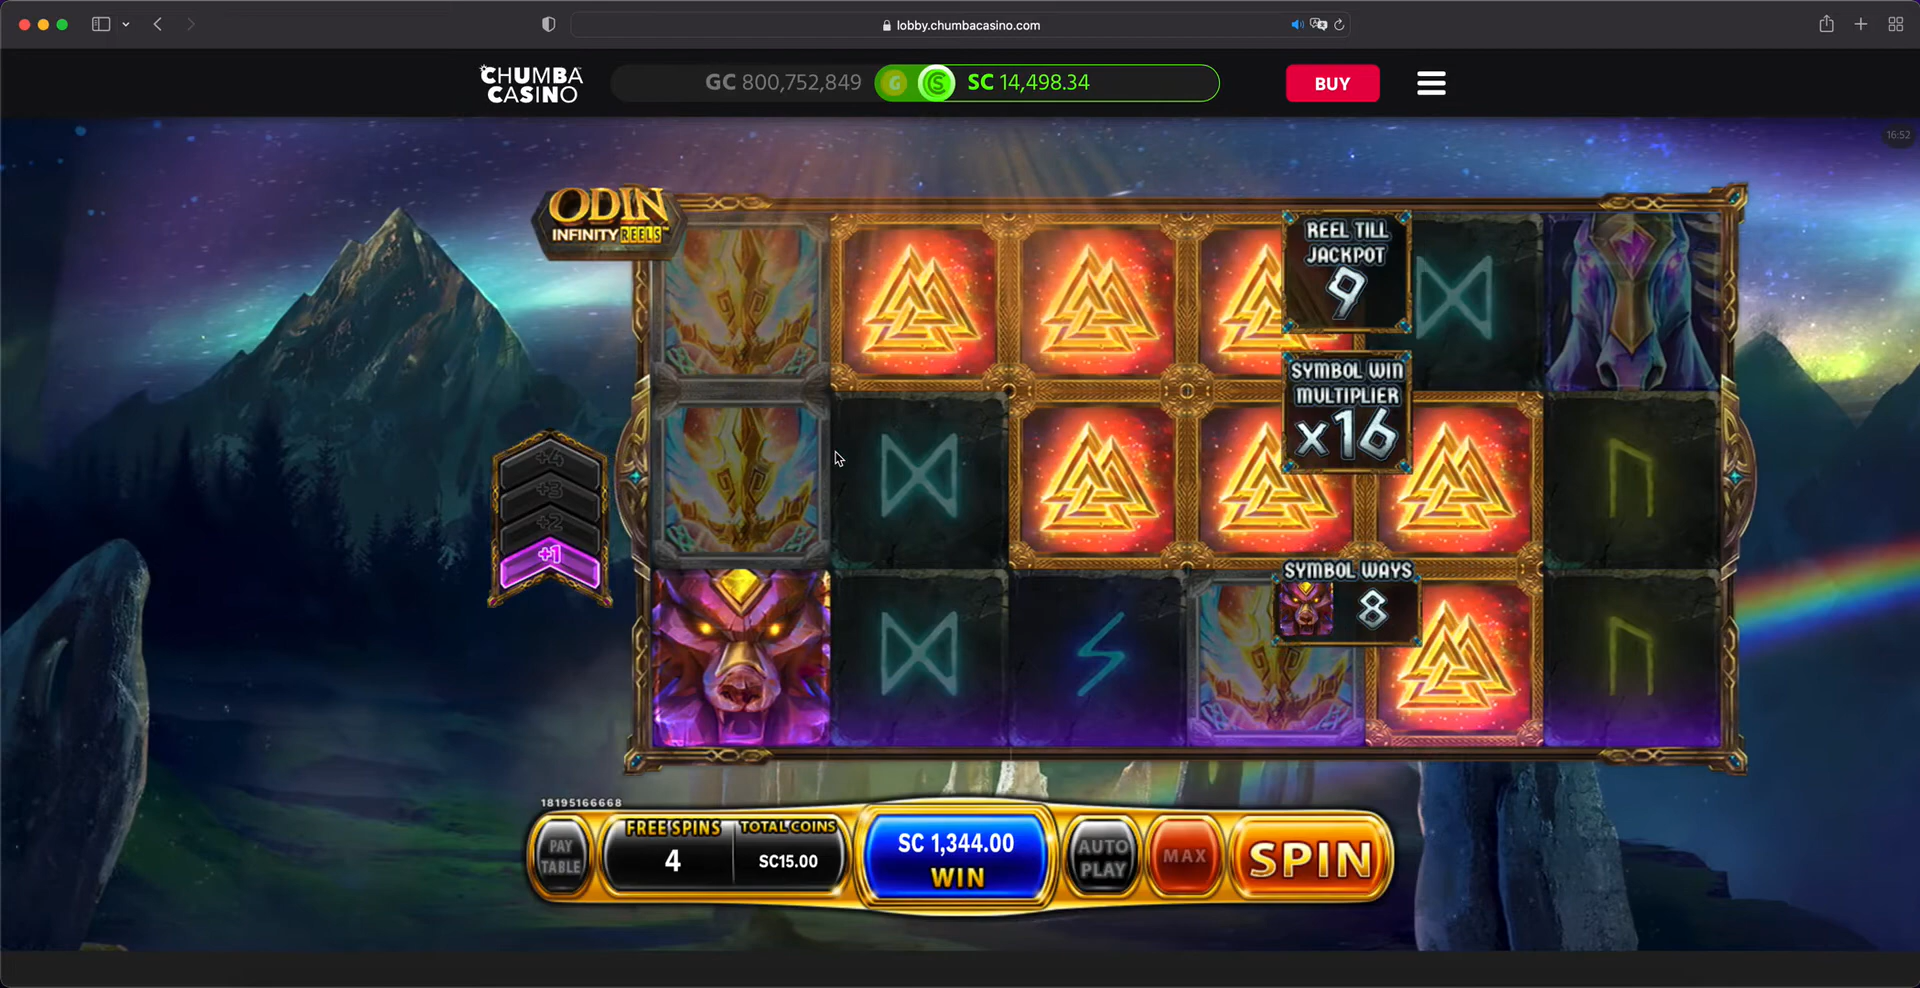 lobby.chumbacasino.com
CHUMBA
CASINO
GC 800,752,849
G
S
SC 14,498.34
BUY
16:52
ODIN
INFINITY REELS™
REEL TILL
JACKPOT
9
SYMBOL WIN
MULTIPLIER
x16
+4
+3
+2
+1
SYMBOL WAYS
8
18195166668
PAY
TABLE
FREE SPINS
4
TOTAL COINS
SC15.00
SC 1,344.00
WIN
AUTO
PLAY
MAX
SPIN